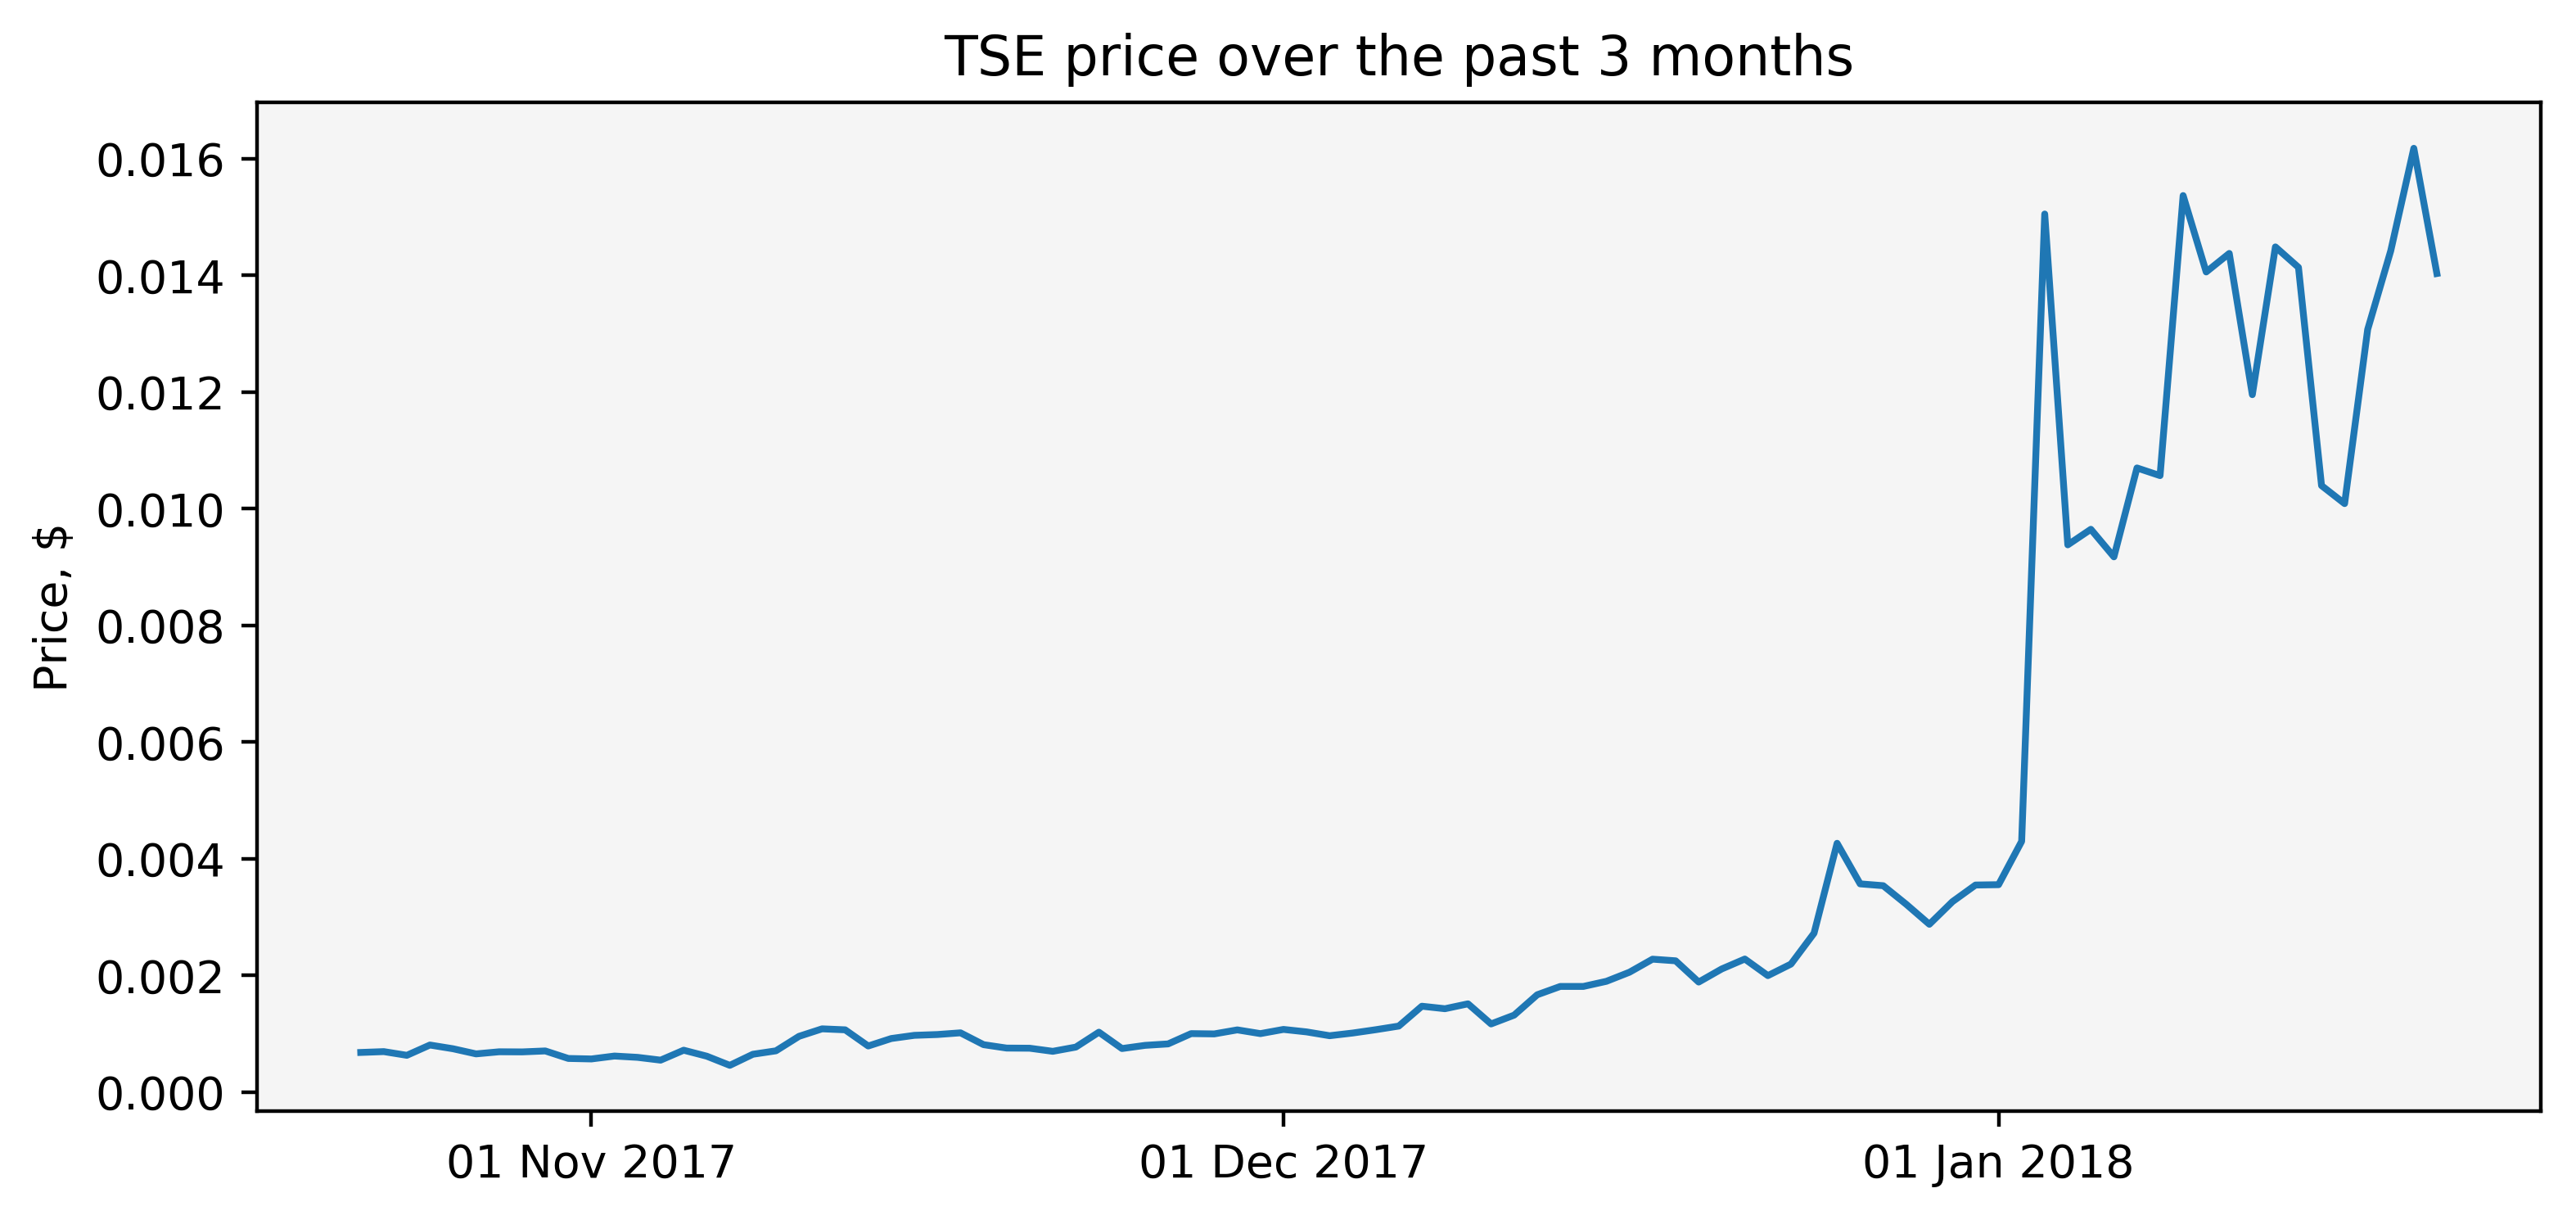 TSE price over the past 3 months
Price, $
0.016
0.014
0.012
0.010
0.008
0.006
0.004
0.002
0.000
01 Nov 2017
01 Dec 2017
01 Jan 2018